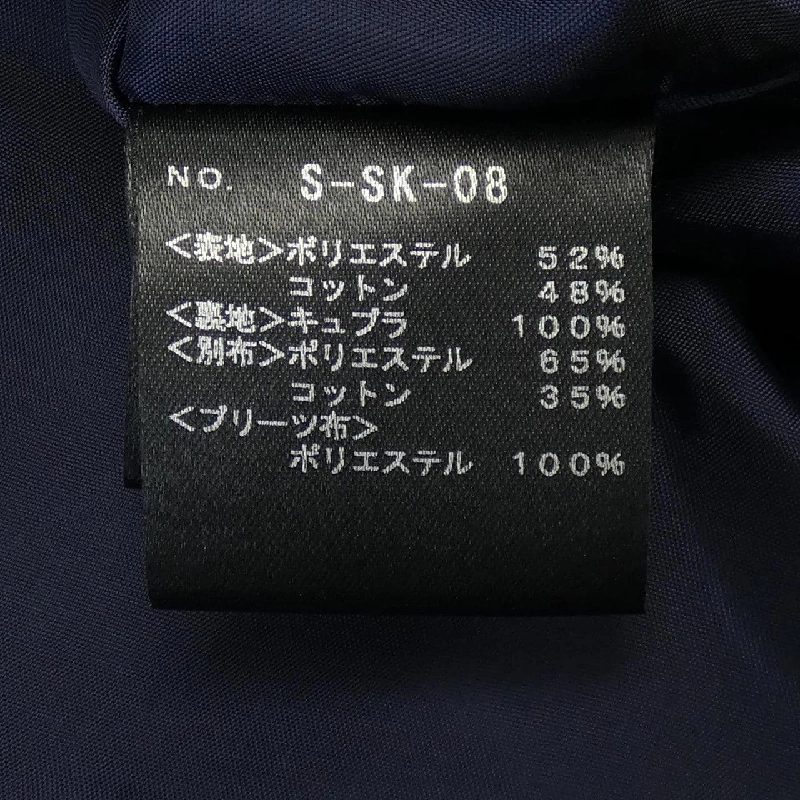 NO. S-SK-08
<表地>ポリエステル 52%
コットン 48%
<裏地>キュプラ 100%
<別布>ポリエステル 65%
コットン 35%
<プリーツ布>
ポリエステル 100%